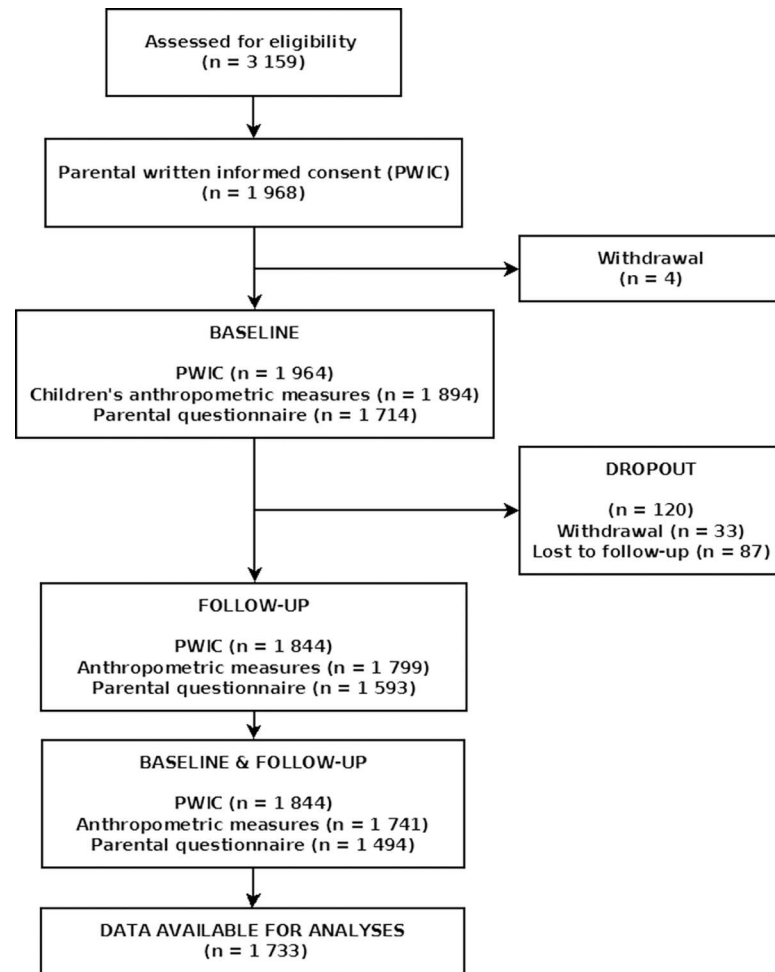 Assessed for eligibility
(n = 3 159)
Parental written informed consent (PWIC)
(n = 1 968)
Withdrawal
(n = 4)
BASELINE
PWIC (n = 1 964)
Children's anthropometric measures (n = 1 894)
Parental questionnaire (n = 1 714)
DROPOUT
(n = 120)
Withdrawal (n = 33)
Lost to follow-up (n = 87)
FOLLOW-UP
PWIC (n = 1 844)
Anthropometric measures (n = 1 799)
Parental questionnaire (n = 1 593)
BASELINE & FOLLOW-UP
PWIC (n = 1 844)
Anthropometric measures (n = 1 741)
Parental questionnaire (n = 1 494)
DATA AVAILABLE FOR ANALYSES
(n = 1 733)